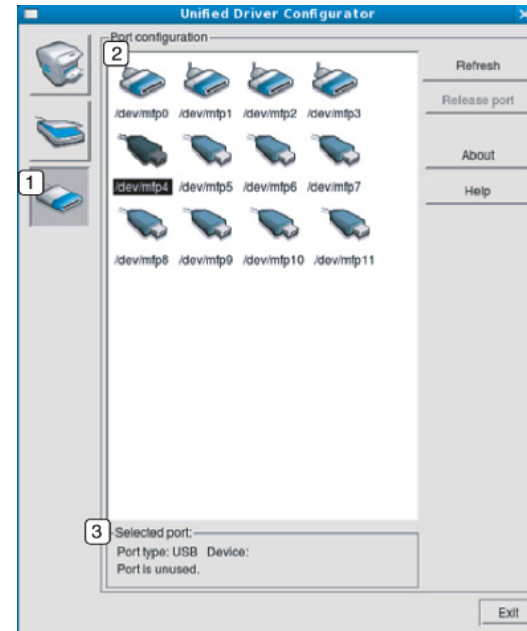 Unified Driver Configurator
Port configuration
2
Refresh
/dev/mfp0 /dev/mfp1 /dev/mfp2 /dev/mfp3
Release port
About
1
/dev/mfp4 /dev/mfp5 /dev/mfp6 /dev/mfp7
Help
/dev/mfp8 /dev/mfp9 /dev/mfp10 /dev/mfp11
3
Selected port:
Port type: USB Device:
Port is unused.
Exit